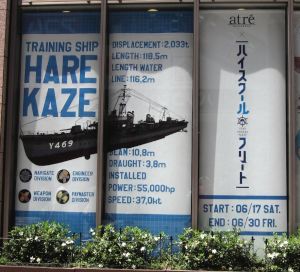 TRAINING SHIP
HARE
KAZE
Y469
NAVIGATE
DIVISION
ENGINEER
DIVISION
WEAPON
DIVISION
PAYMASTER
DIVISION
DISPLACEMENT: 2,033t
LENGTH: 118,5m
LENGTH WATER
LINE: 116,2m
BEAN: 10,8m
DRAUGHT: 3,8m
INSTALLED
POWER: 55,000hp
SPEED: 37,0kt
atré
ハイスクール・フリート
START: 06/17 SAT.
END: 06/30 FRI.